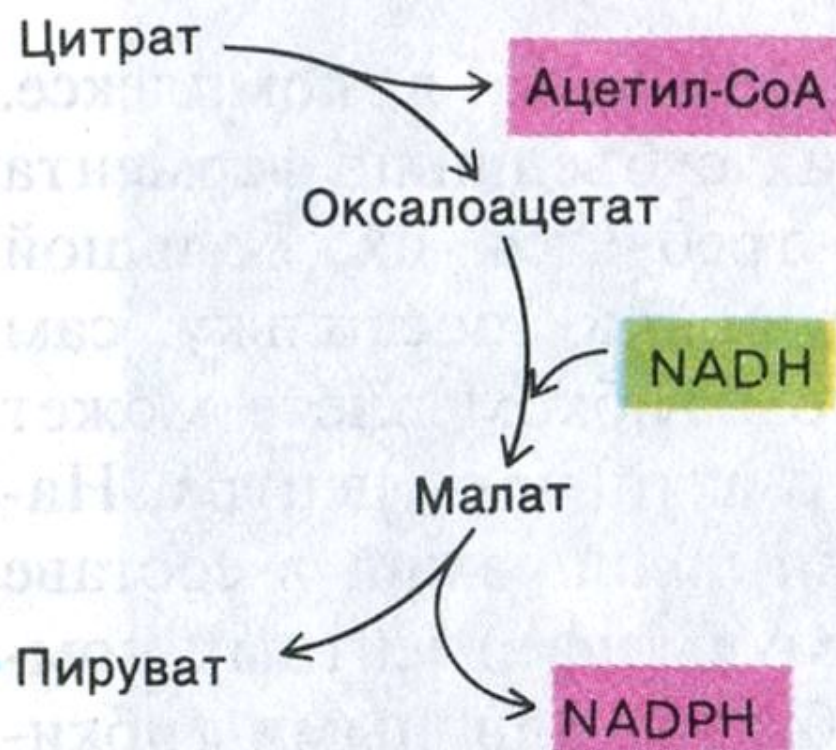 Цитрат
Ацетил-СоА
Оксалоацетат
NADH
Малат
Пируват
NADPH